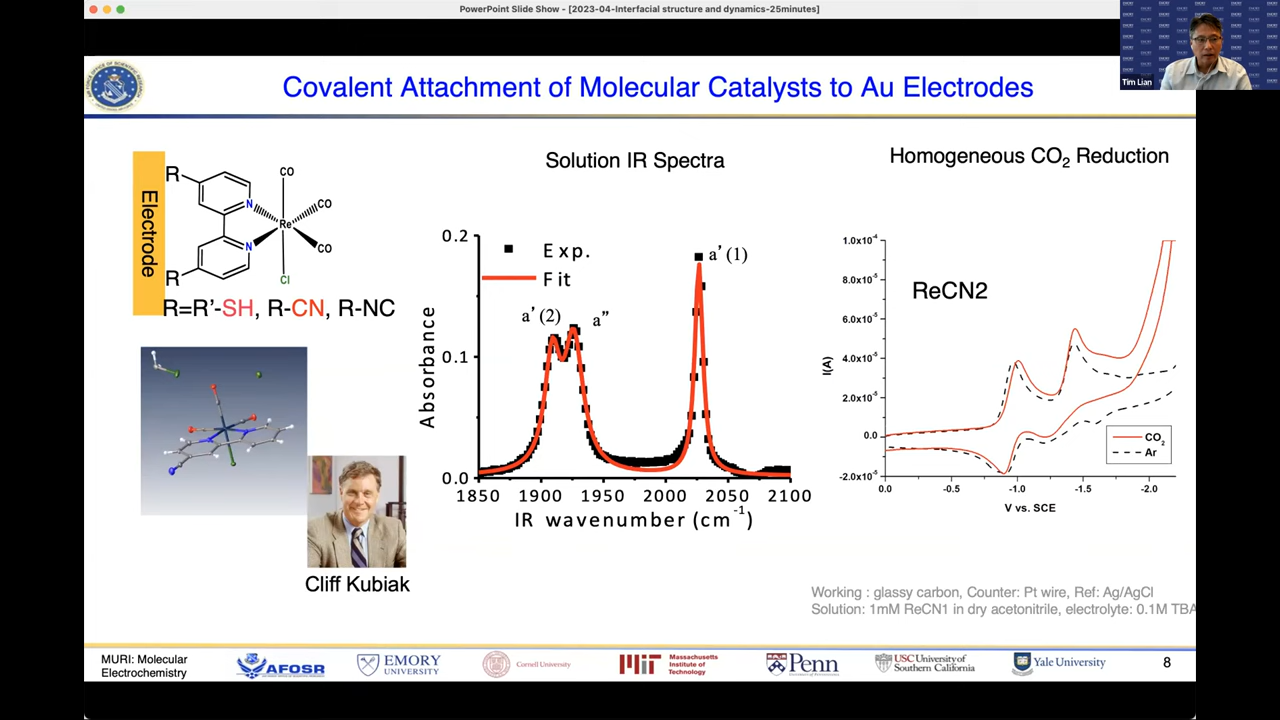 PowerPoint Slide Show - [2023-04-Interfacial structure and dynamics-25minutes]
Tim Lian
Covalent Attachment of Molecular Catalysts to Au Electrodes
Electrode
R
R
N
N
Re
CO
CO
CO
Cl
R=R'-SH, R-CN, R-NC
Cliff Kubiak
Solution IR Spectra
0.2
0.1
0.0
Absorbance
Exp.
Fit
a'(2)
a"
a'(1)
1850 1900 1950 2000 2050 2100
IR wavenumber (cm⁻¹)
Homogeneous CO₂ Reduction
ReCN2
1.0x10⁻⁴
8.0x10⁻⁵
6.0x10⁻⁵
4.0x10⁻⁵
2.0x10⁻⁵
0.0
-2.0x10⁻⁵
I(A)
CO₂
Ar
0.0 -0.5 -1.0 -1.5 -2.0
V vs. SCE
Working : glassy carbon, Counter: Pt wire, Ref: Ag/AgCl
Solution: 1mM ReCN1 in dry acetonitrile, electrolyte: 0.1M TBA
MURI: Molecular
Electrochemistry
AFOSR
EMORY
UNIVERSITY
Cornell University
MIT
Massachusetts
Institute of
Technology
Penn
USC University of
Southern California
Yale University
8